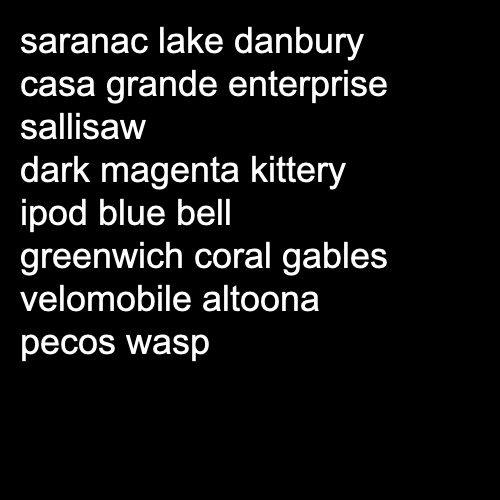 saranac lake danbury
casa grande enterprise
sallisaw
dark magenta kittery
ipod blue bell
greenwich coral gables
velomobile altoona
pecos wasp